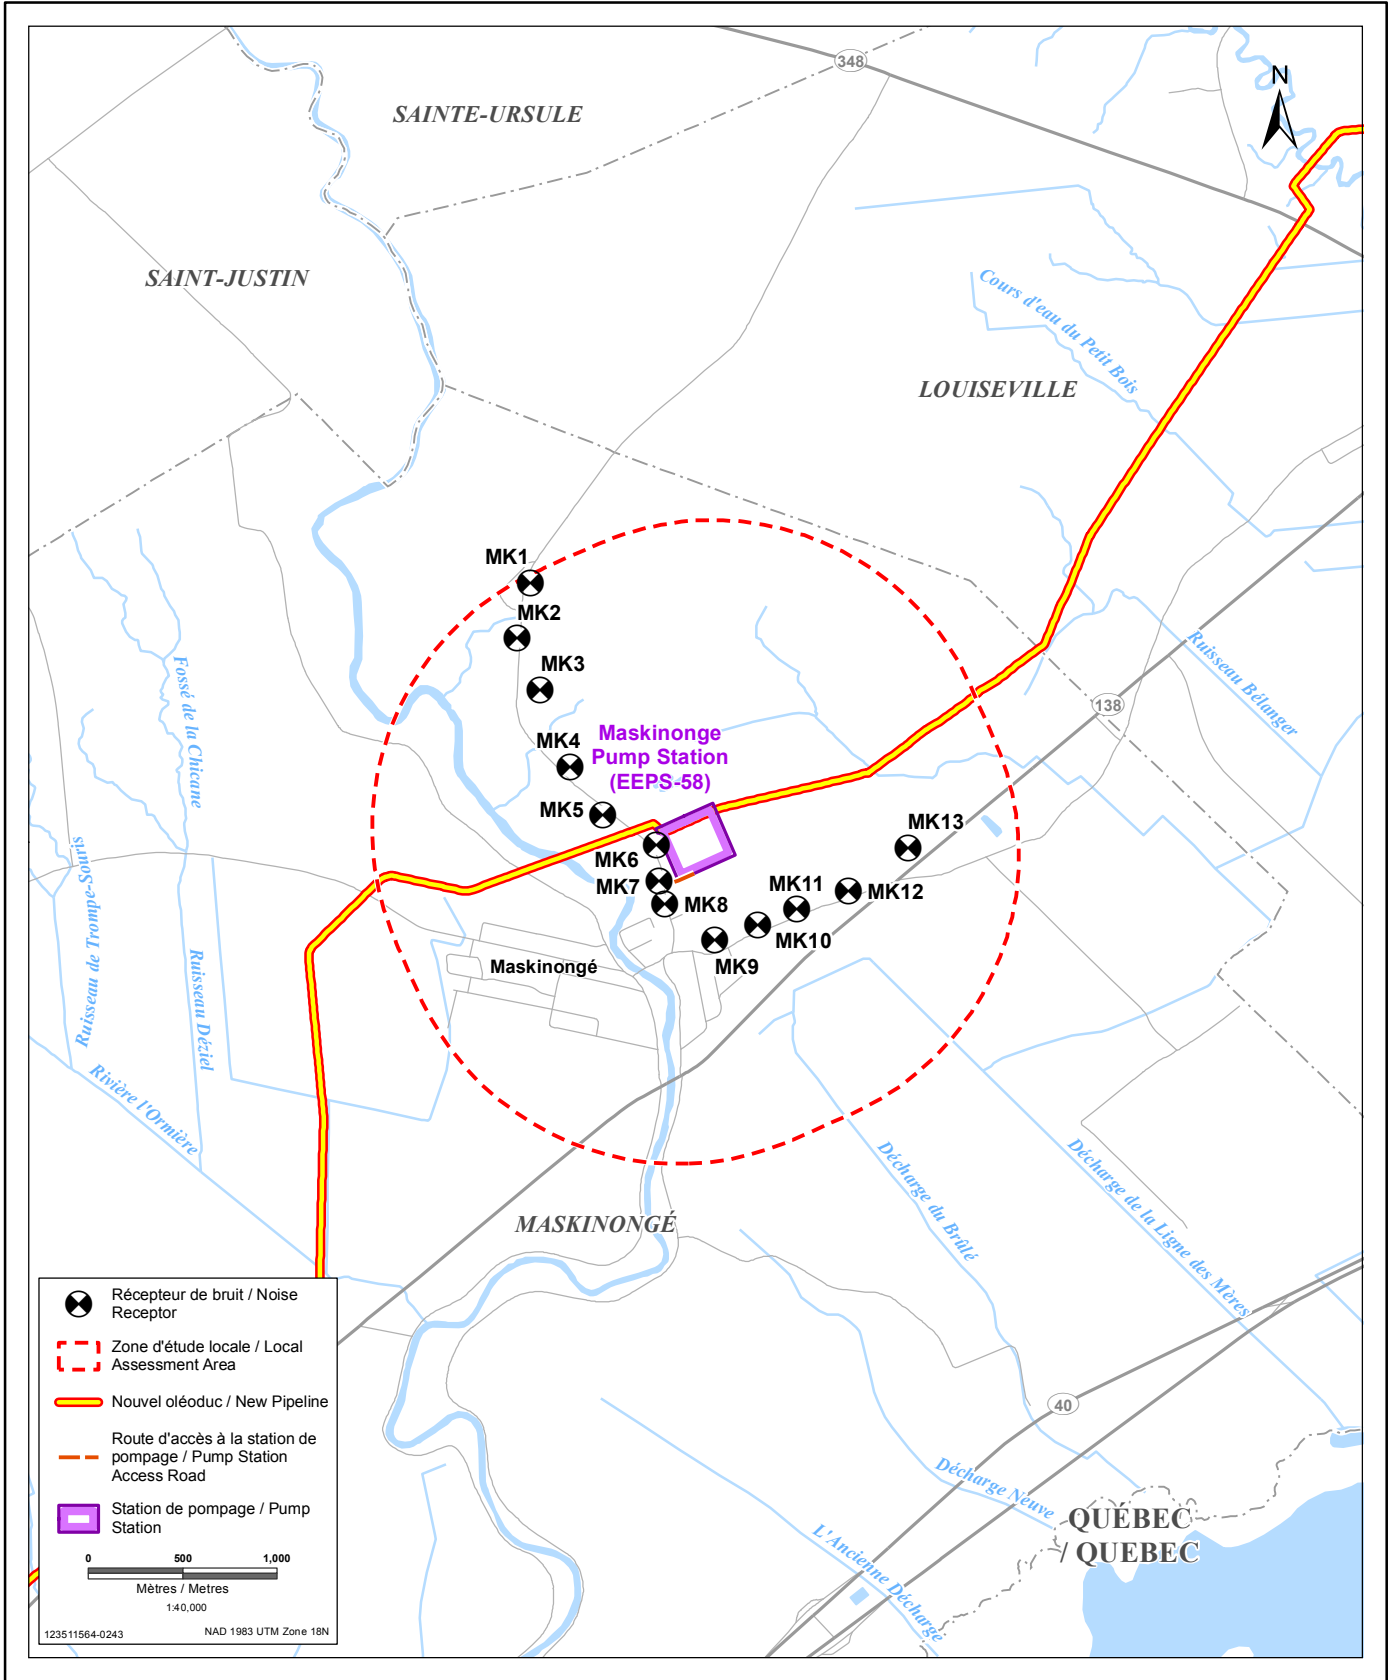 348
N
SAINTE-URSULE
SAINT-JUSTIN
Cours d'eau du Petit Bois
LOUISEVILLE
MK1
MK2
MK3
Fossé de la Chicane
Ruisseau Bélanger
138
MK4
Maskinonge
Pump Station
(EEPS-58)
MK5
MK6
MK13
MK7
MK8
MK11
MK12
MK10
MK9
Ruisseau de Trompe-Souris
Ruisseau Déziel
Maskinongé
Rivière l'Ormière
Décharge du Brûlé
Décharge de la Ligne des Mères
MASKINONGÉ
40
Décharge Neuve
L'Ancienne Décharge
QUÉBEC
/ QUEBEC
Récepteur de bruit / Noise
Receptor
Zone d'étude locale / Local
Assessment Area
Nouvel oléoduc / New Pipeline
Route d'accès à la station de
pompage / Pump Station
Access Road
Station de pompage / Pump
Station
0 500 1,000
Mètres / Metres
1:40,000
123511564-0243 NAD 1983 UTM Zone 18N